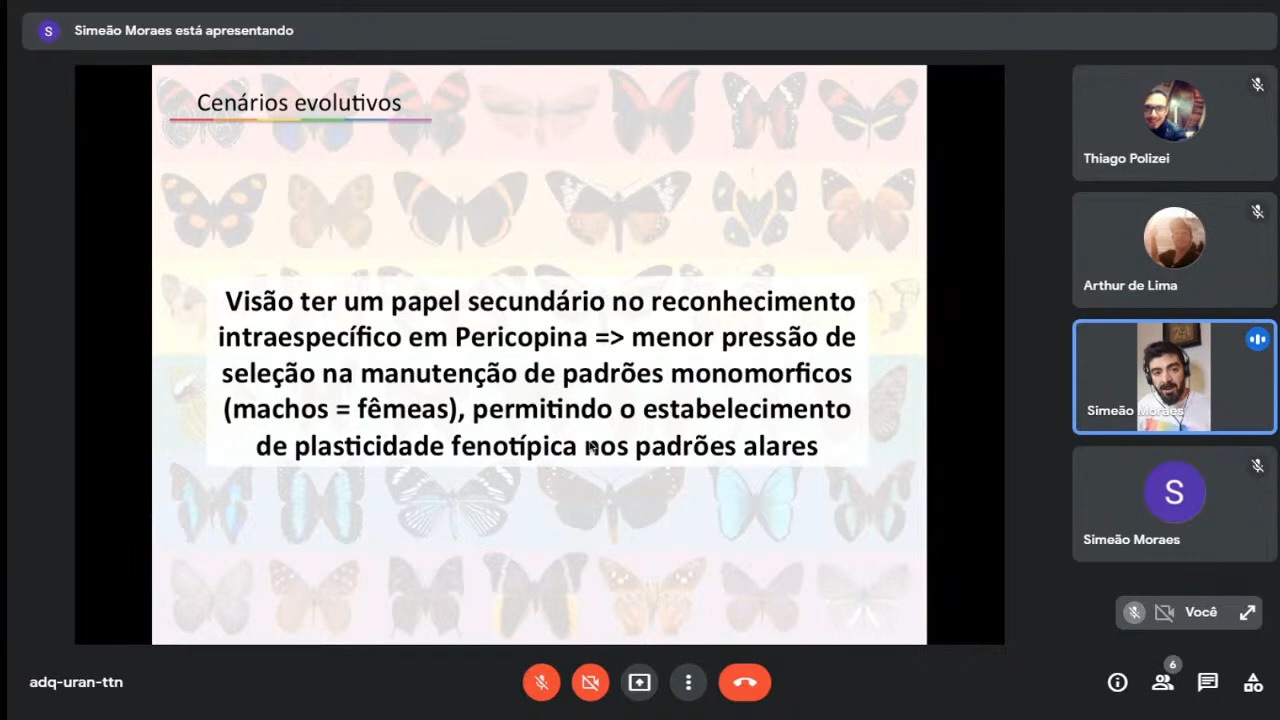 S
Simeão Moraes está apresentando
Cenários evolutivos
Visão ter um papel secundário no reconhecimento
intraespecífico em Pericopina => menor pressão de
seleção na manutenção de padrões monomorficos
(machos = fêmeas), permitindo o estabelecimento
de plasticidade fenotípica nos padrões alares
Thiago Polizei
Arthur de Lima
Simeão Moraes
S
Simeão Moraes
Você
adq-uran-ttn
6